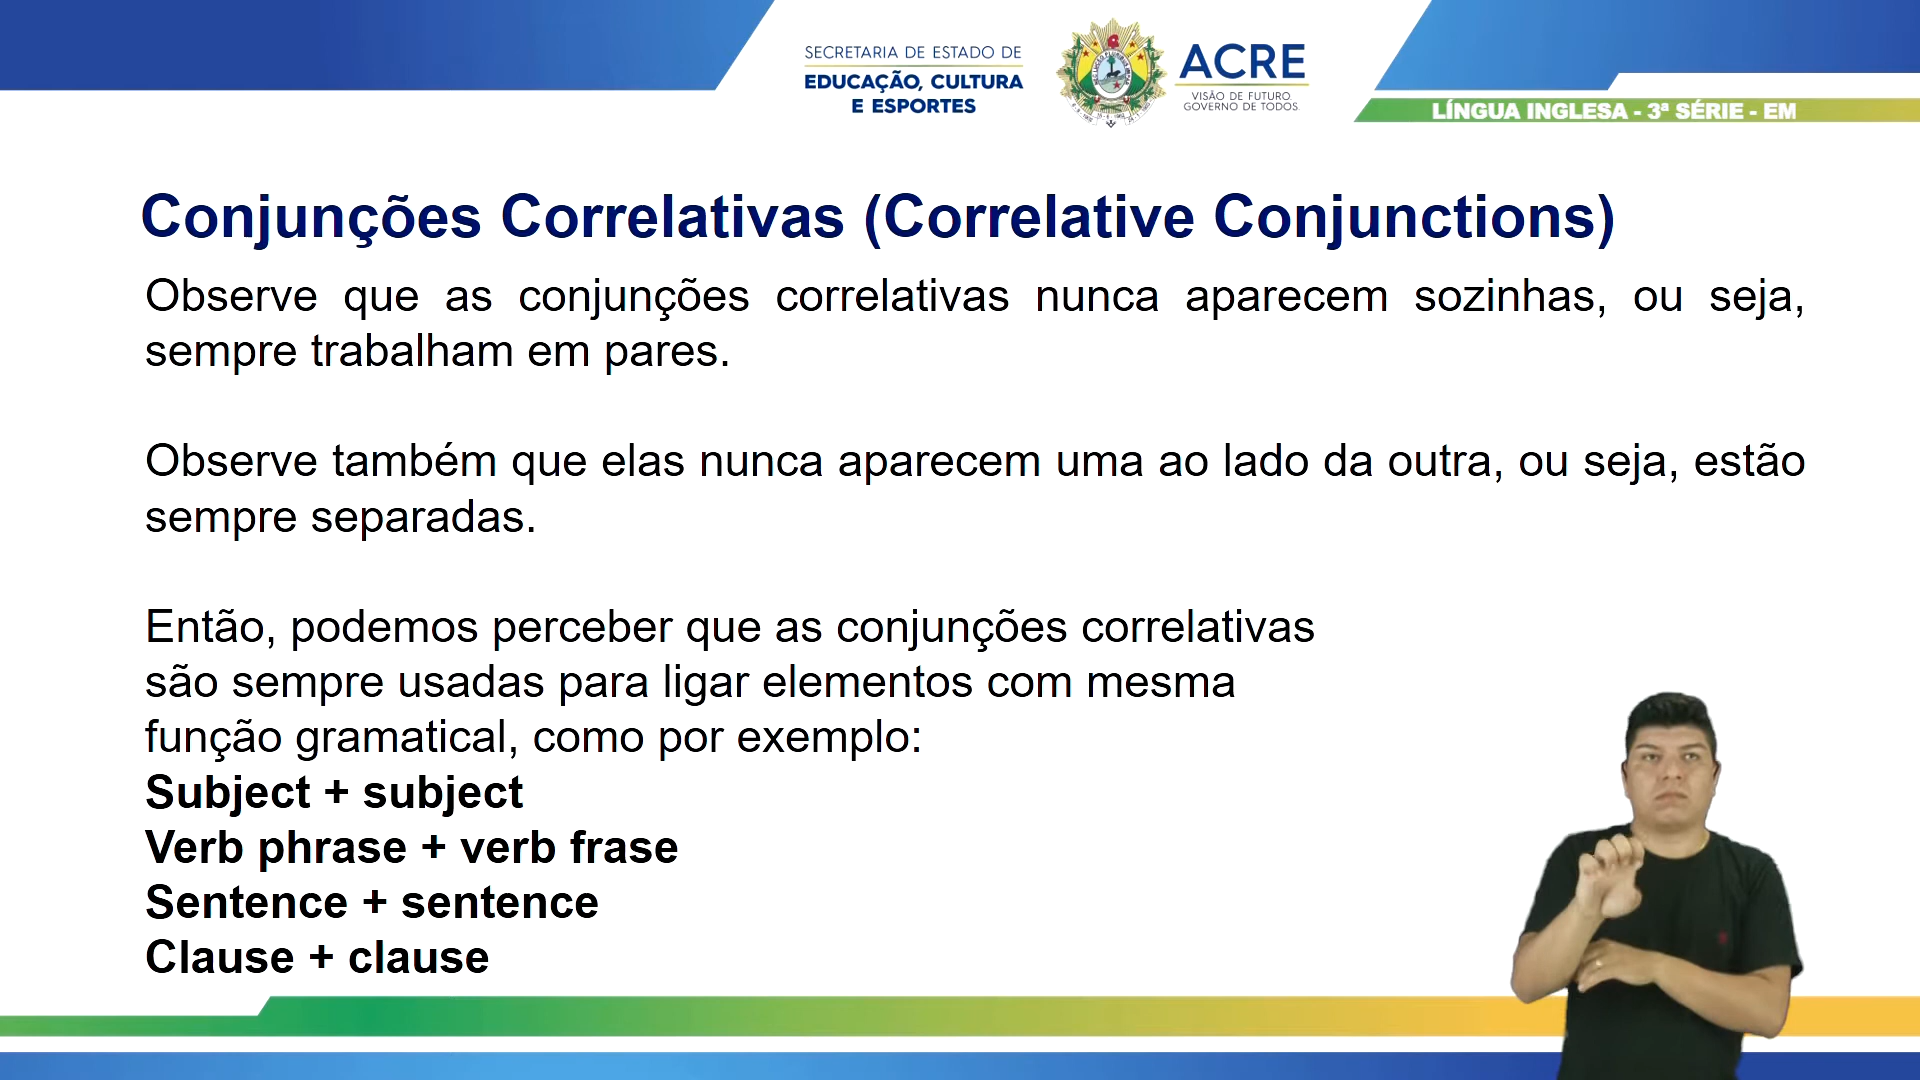 SECRETARIA DE ESTADO DE
EDUCAÇÃO, CULTURA
E ESPORTES
ACRE
VISÃO DE FUTURO.
GOVERNO DE TODOS.
LÍNGUA INGLESA - 3ª SÉRIE - EM
Conjunções Correlativas (Correlative Conjunctions)
Observe que as conjunções correlativas nunca aparecem sozinhas, ou seja,
sempre trabalham em pares.
Observe também que elas nunca aparecem uma ao lado da outra, ou seja, estão
sempre separadas.
Então, podemos perceber que as conjunções correlativas
são sempre usadas para ligar elementos com mesma
função gramatical, como por exemplo:
Subject + subject
Verb phrase + verb frase
Sentence + sentence
Clause + clause